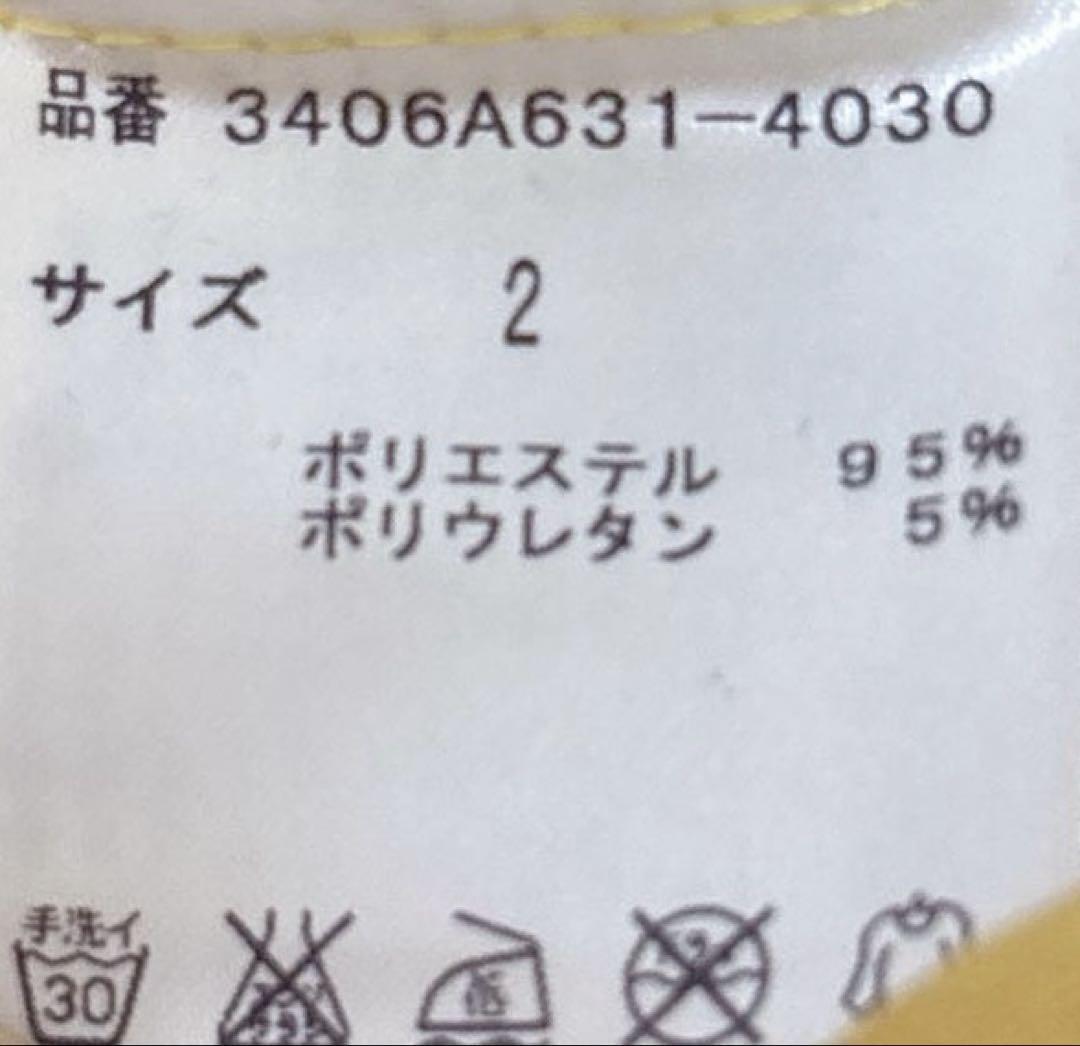 品番 3406A631-4030
サイズ 2
ポリエステル 95%
ポリウレタン 5%
手洗イ
30
低